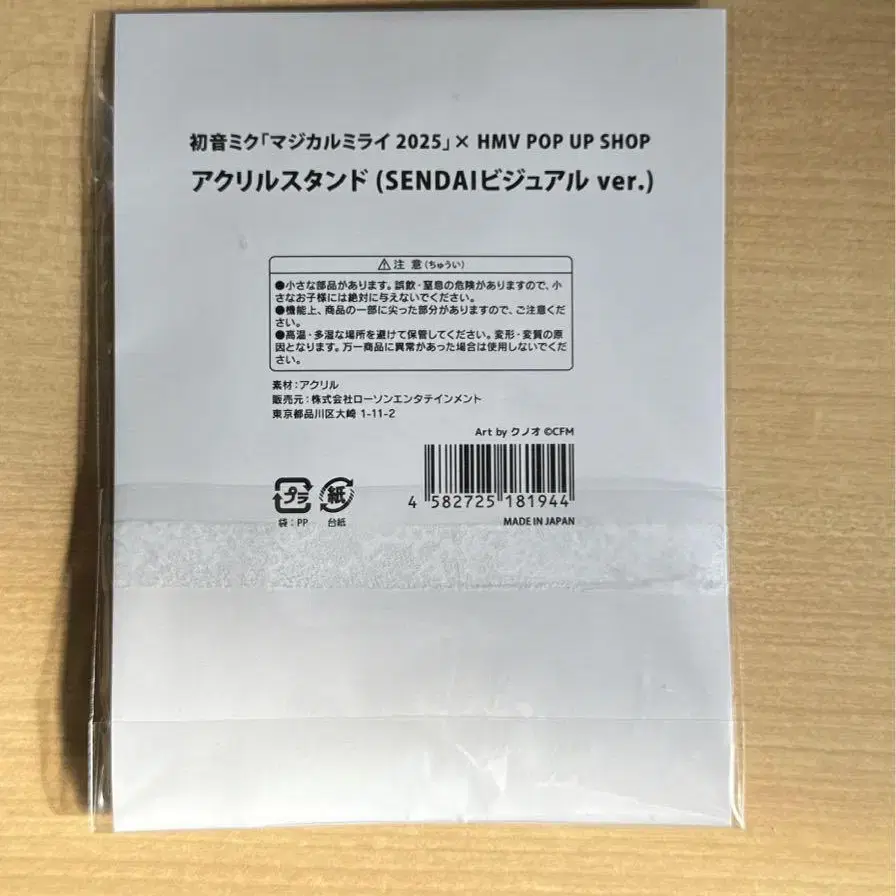 初音ミク「マジカルミライ 2025」× HMV POP UP SHOP
アクリルスタンド (SENDAIビジュアル ver.)
⚠注 意(ちゅうい)
●小さな部品があります。誤飲・窒息の危険がありますので、小
さなお子様には絶対に与えないでください。
●機能上、商品の一部に尖った部分がありますので、ご注意くだ
さい。
●高温・多湿な場所を避けて保管してください。変形・変質の原
因となります。万一商品に異常があった場合は使用しないでくだ
さい。
素材：アクリル
販売元：株式会社ローソンエンタテインメント
東京都品川区大崎 1-11-2
Art by クノオ ©CFM
4 582725 181944
プラ 紙
袋：PP 台紙
MADE IN JAPAN